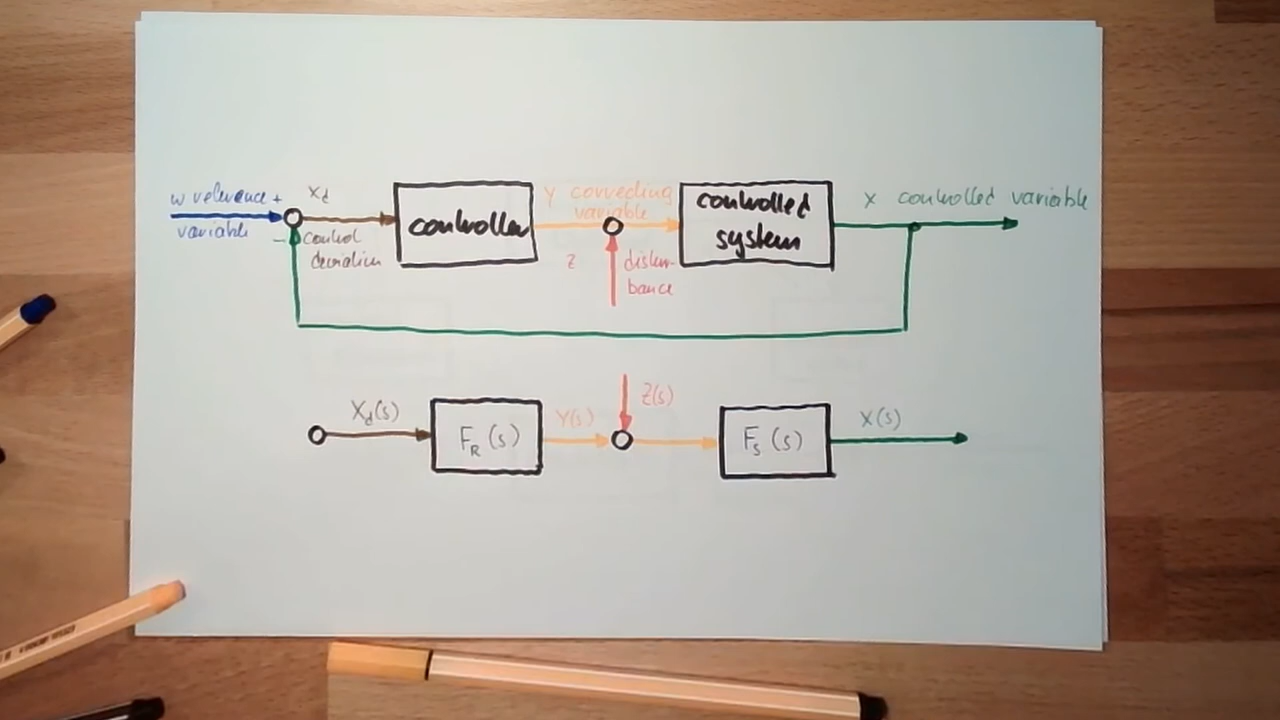 w reference +
variable
xd
-
control
deviation
controller
y correcting
variable
z
distur-
bance
controlled
system
x controlled variable
Xd(s)
FR(s)
Y(s)
Z(s)
FS(s)
X(s)